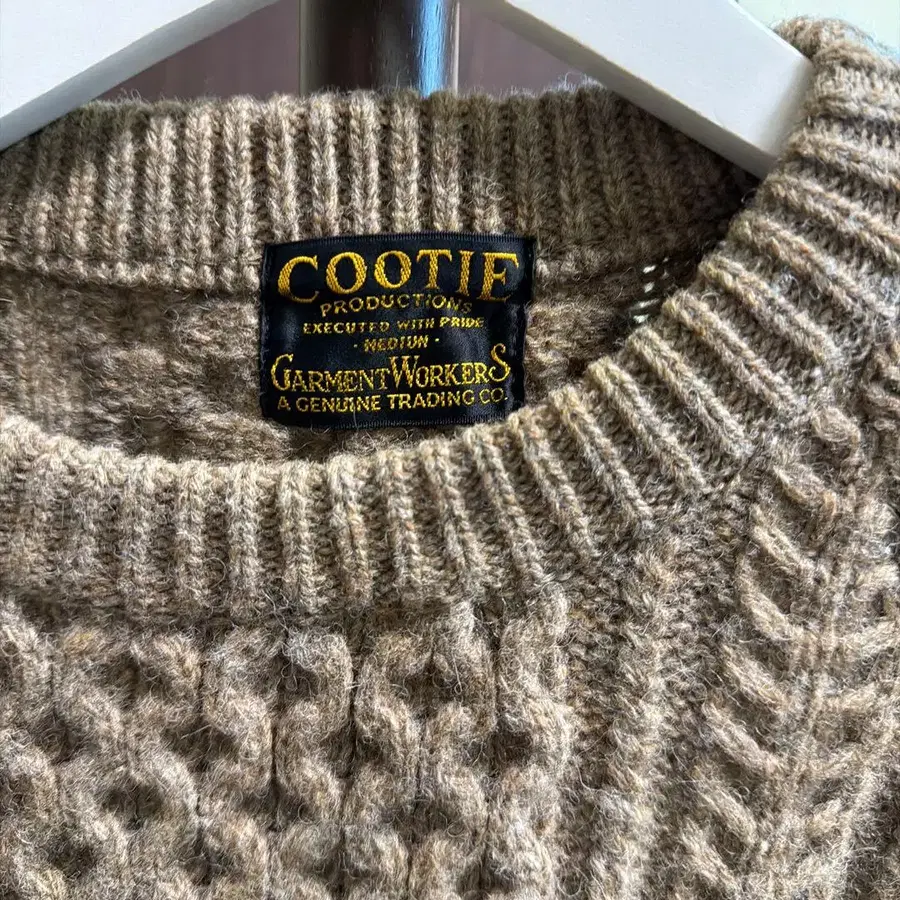 COOTIE
PRODUCTIONS
EXECUTED WITH PRIDE
· MEDIUM ·
GARMENTWORKERS
A GENUINE TRADING CO.